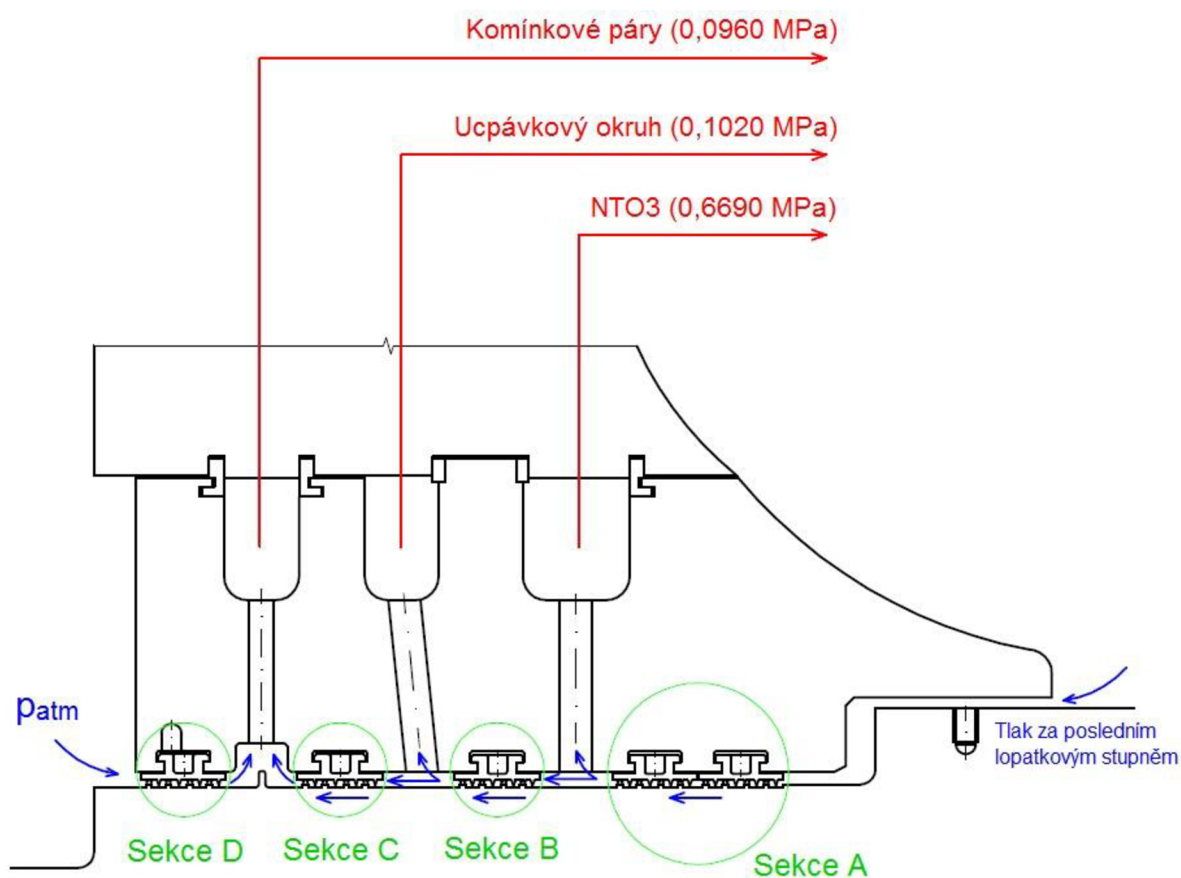 Komínkové páry (0,0960 MPa)
Ucpávkový okruh (0,1020 MPa)
NTO3 (0,6690 MPa)
patm
Tlak za posledním
lopatkovým stupněm
Sekce D
Sekce C
Sekce B
Sekce A